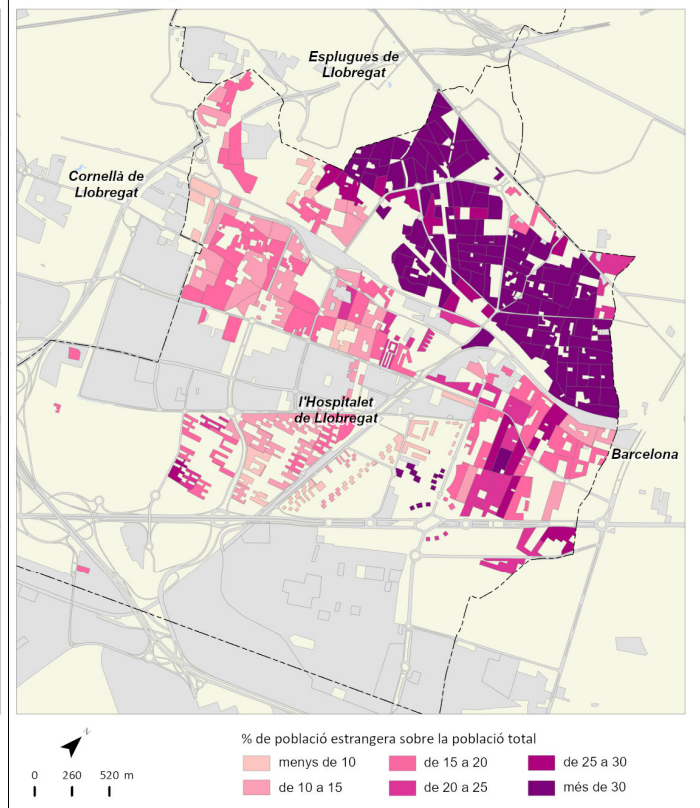 Esplugues de
Llobregat
Cornellà de
Llobregat
l'Hospitalet
de Llobregat
Barcelona
N
0 260 520 m
% de població estrangera sobre la població total
menys de 10
de 15 a 20
de 25 a 30
de 10 a 15
de 20 a 25
més de 30